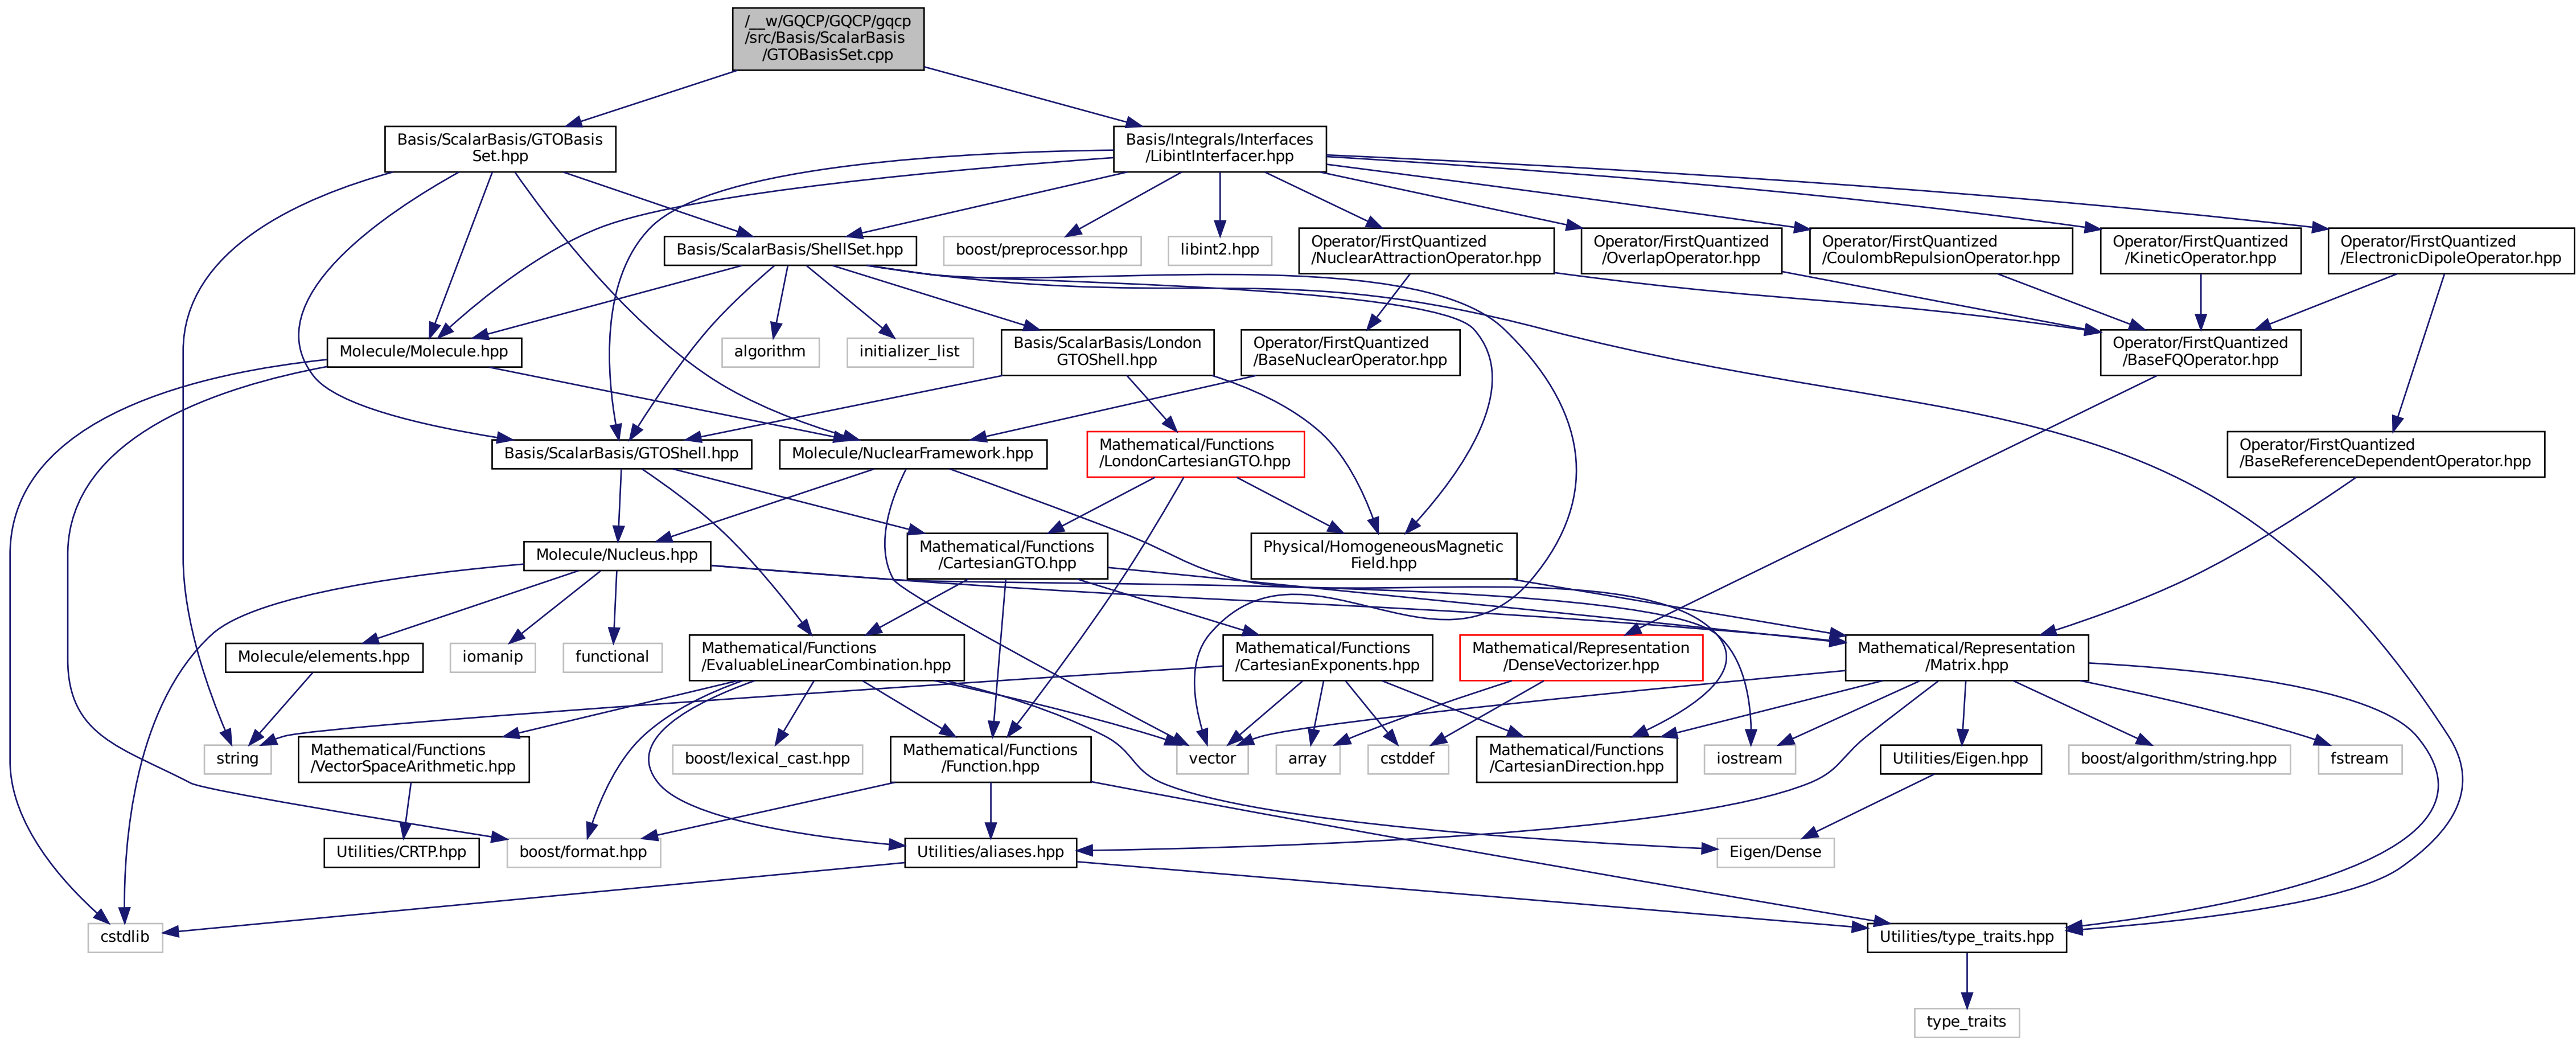 /__w/GQCP/GQCP/gqcp
/src/Basis/ScalarBasis
/GTOBasisSet.cpp
Basis/ScalarBasis/GTOBasis
Set.hpp
Basis/Integrals/Interfaces
/LibintInterfacer.hpp
Basis/ScalarBasis/ShellSet.hpp
boost/preprocessor.hpp
libint2.hpp
Operator/FirstQuantized
/NuclearAttractionOperator.hpp
Operator/FirstQuantized
/OverlapOperator.hpp
Operator/FirstQuantized
/CoulombRepulsionOperator.hpp
Operator/FirstQuantized
/KineticOperator.hpp
Operator/FirstQuantized
/ElectronicDipoleOperator.hpp
Molecule/Molecule.hpp
algorithm
initializer_list
Basis/ScalarBasis/London
GTOShell.hpp
Operator/FirstQuantized
/BaseNuclearOperator.hpp
Operator/FirstQuantized
/BaseFQOperator.hpp
Basis/ScalarBasis/GTOShell.hpp
Molecule/NuclearFramework.hpp
Mathematical/Functions
/LondonCartesianGTO.hpp
Operator/FirstQuantized
/BaseReferenceDependentOperator.hpp
Molecule/Nucleus.hpp
Mathematical/Functions
/CartesianGTO.hpp
Physical/HomogeneousMagnetic
Field.hpp
Molecule/elements.hpp
iomanip
functional
Mathematical/Functions
/EvaluableLinearCombination.hpp
Mathematical/Functions
/CartesianExponents.hpp
Mathematical/Representation
/DenseVectorizer.hpp
Mathematical/Representation
/Matrix.hpp
string
Mathematical/Functions
/VectorSpaceArithmetic.hpp
boost/lexical_cast.hpp
Mathematical/Functions
/Function.hpp
vector
array
cstddef
Mathematical/Functions
/CartesianDirection.hpp
iostream
Utilities/Eigen.hpp
boost/algorithm/string.hpp
fstream
Utilities/CRTP.hpp
boost/format.hpp
Utilities/aliases.hpp
Eigen/Dense
cstdlib
Utilities/type_traits.hpp
type_traits